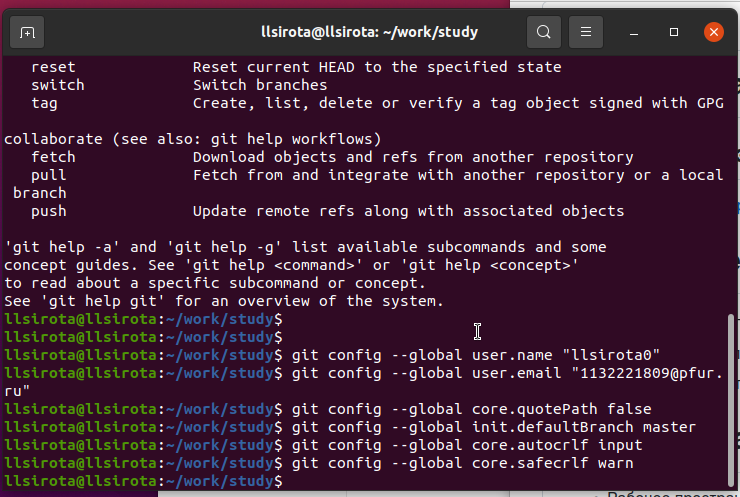 llsirota@llsirota: ~/work/study
reset Reset current HEAD to the specified state
switch Switch branches
tag Create, list, delete or verify a tag object signed with GPG
collaborate (see also: git help workflows)
fetch Download objects and refs from another repository
pull Fetch from and integrate with another repository or a local
branch
push Update remote refs along with associated objects
'git help -a' and 'git help -g' list available subcommands and some
concept guides. See 'git help <command>' or 'git help <concept>'
to read about a specific subcommand or concept.
See 'git help git' for an overview of the system.
llsirota@llsirota:~/work/study$
llsirota@llsirota:~/work/study$
llsirota@llsirota:~/work/study$ git config --global user.name "llsirota0"
llsirota@llsirota:~/work/study$ git config --global user.email "1132221809@pfur.
ru"
llsirota@llsirota:~/work/study$ git config --global core.quotePath false
llsirota@llsirota:~/work/study$ git config --global init.defaultBranch master
llsirota@llsirota:~/work/study$ git config --global core.autocrlf input
llsirota@llsirota:~/work/study$ git config --global core.safecrlf warn
llsirota@llsirota:~/work/study$